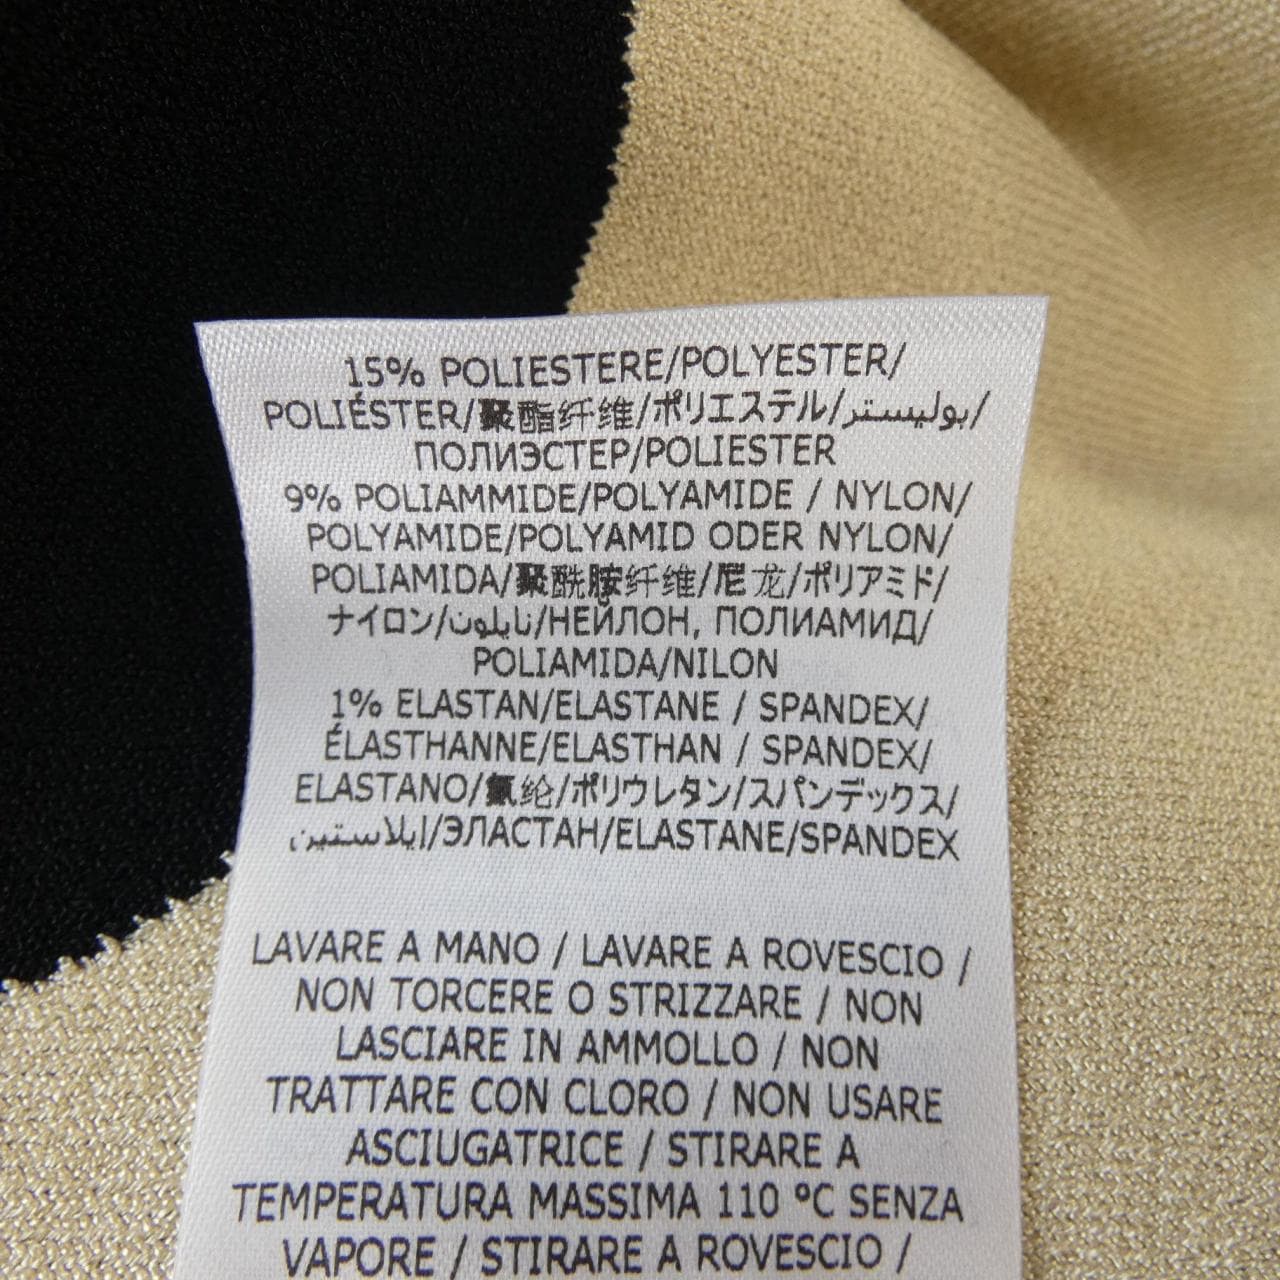 15% POLIESTERE/POLYESTER/
POLIÉSTER/聚酯纤维/ポリエステル/بوليستر/
ПОЛИЭСТЕР/POLIESTER
9% POLIAMMIDE/POLYAMIDE / NYLON/
POLYAMIDE/POLYAMID ODER NYLON/
POLIAMIDA/聚酰胺纤维/尼龙/ポリアミド/
ナイロン/نايلون/НЕЙЛОН, ПОЛИАМИД/
POLIAMIDA/NILON
1% ELASTAN/ELASTANE / SPANDEX/
ÉLASTHANNE/ELASTHAN / SPANDEX/
ELASTANO/氨纶/ポリウレタン/スパンデックス/
إيلاستين/ЭЛАСТАН/ELASTANE/SPANDEX
LAVARE A MANO / LAVARE A ROVESCIO /
NON TORCERE O STRIZZARE / NON
LASCIARE IN AMMOLLO / NON
TRATTARE CON CLORO / NON USARE
ASCIUGATRICE / STIRARE A
TEMPERATURA MASSIMA 110 °C SENZA
VAPORE / STIRARE A ROVESCIO /